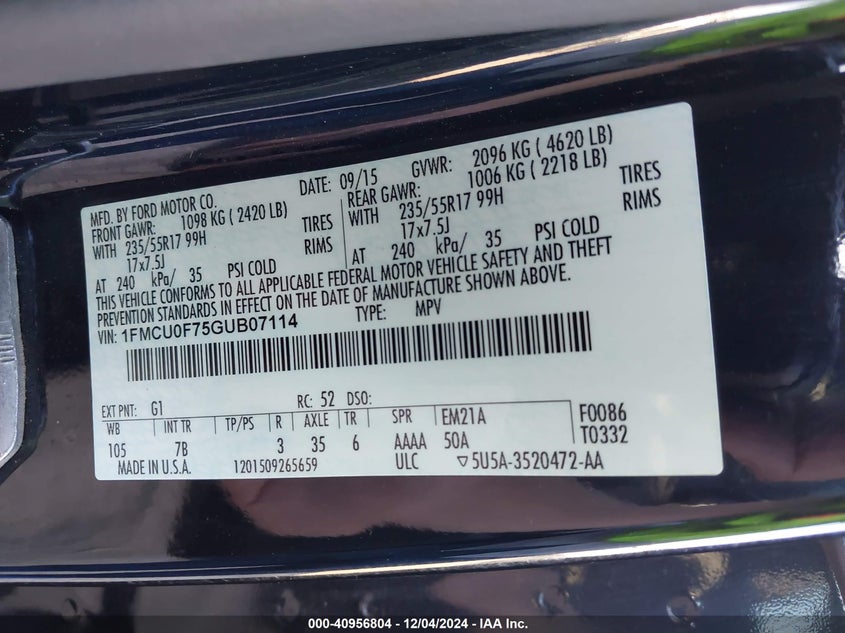 MFD. BY FORD MOTOR CO. DATE: 09/15 GVWR: 2096 KG ( 4620 LB)
FRONT GAWR: 1098 KG ( 2420 LB) REAR GAWR: 1006 KG ( 2218 LB)
WITH 235/55R17 99H TIRES WITH 235/55R17 99H TIRES
17x7.5J RIMS 17x7.5J RIMS
AT 240 kPa/ 35 PSI COLD AT 240 kPa/ 35 PSI COLD
THIS VEHICLE CONFORMS TO ALL APPLICABLE FEDERAL MOTOR VEHICLE SAFETY AND THEFT
PREVENTION STANDARDS IN EFFECT ON THE DATE OF MANUFACTURE SHOWN ABOVE.
VIN: 1FMCU0F75GUB07114 TYPE: MPV
EXT PNT: G1 RC: 52 DSO:
WB INT TR TP/PS R AXLE TR SPR EM21A F0086
105 7B 3 35 6 AAAA 50A T0332
MADE IN U.S.A. 1201509265659 ULC ▽5U5A-3520472-AA
000-40956804 - 12/04/2024 - IAA Inc.